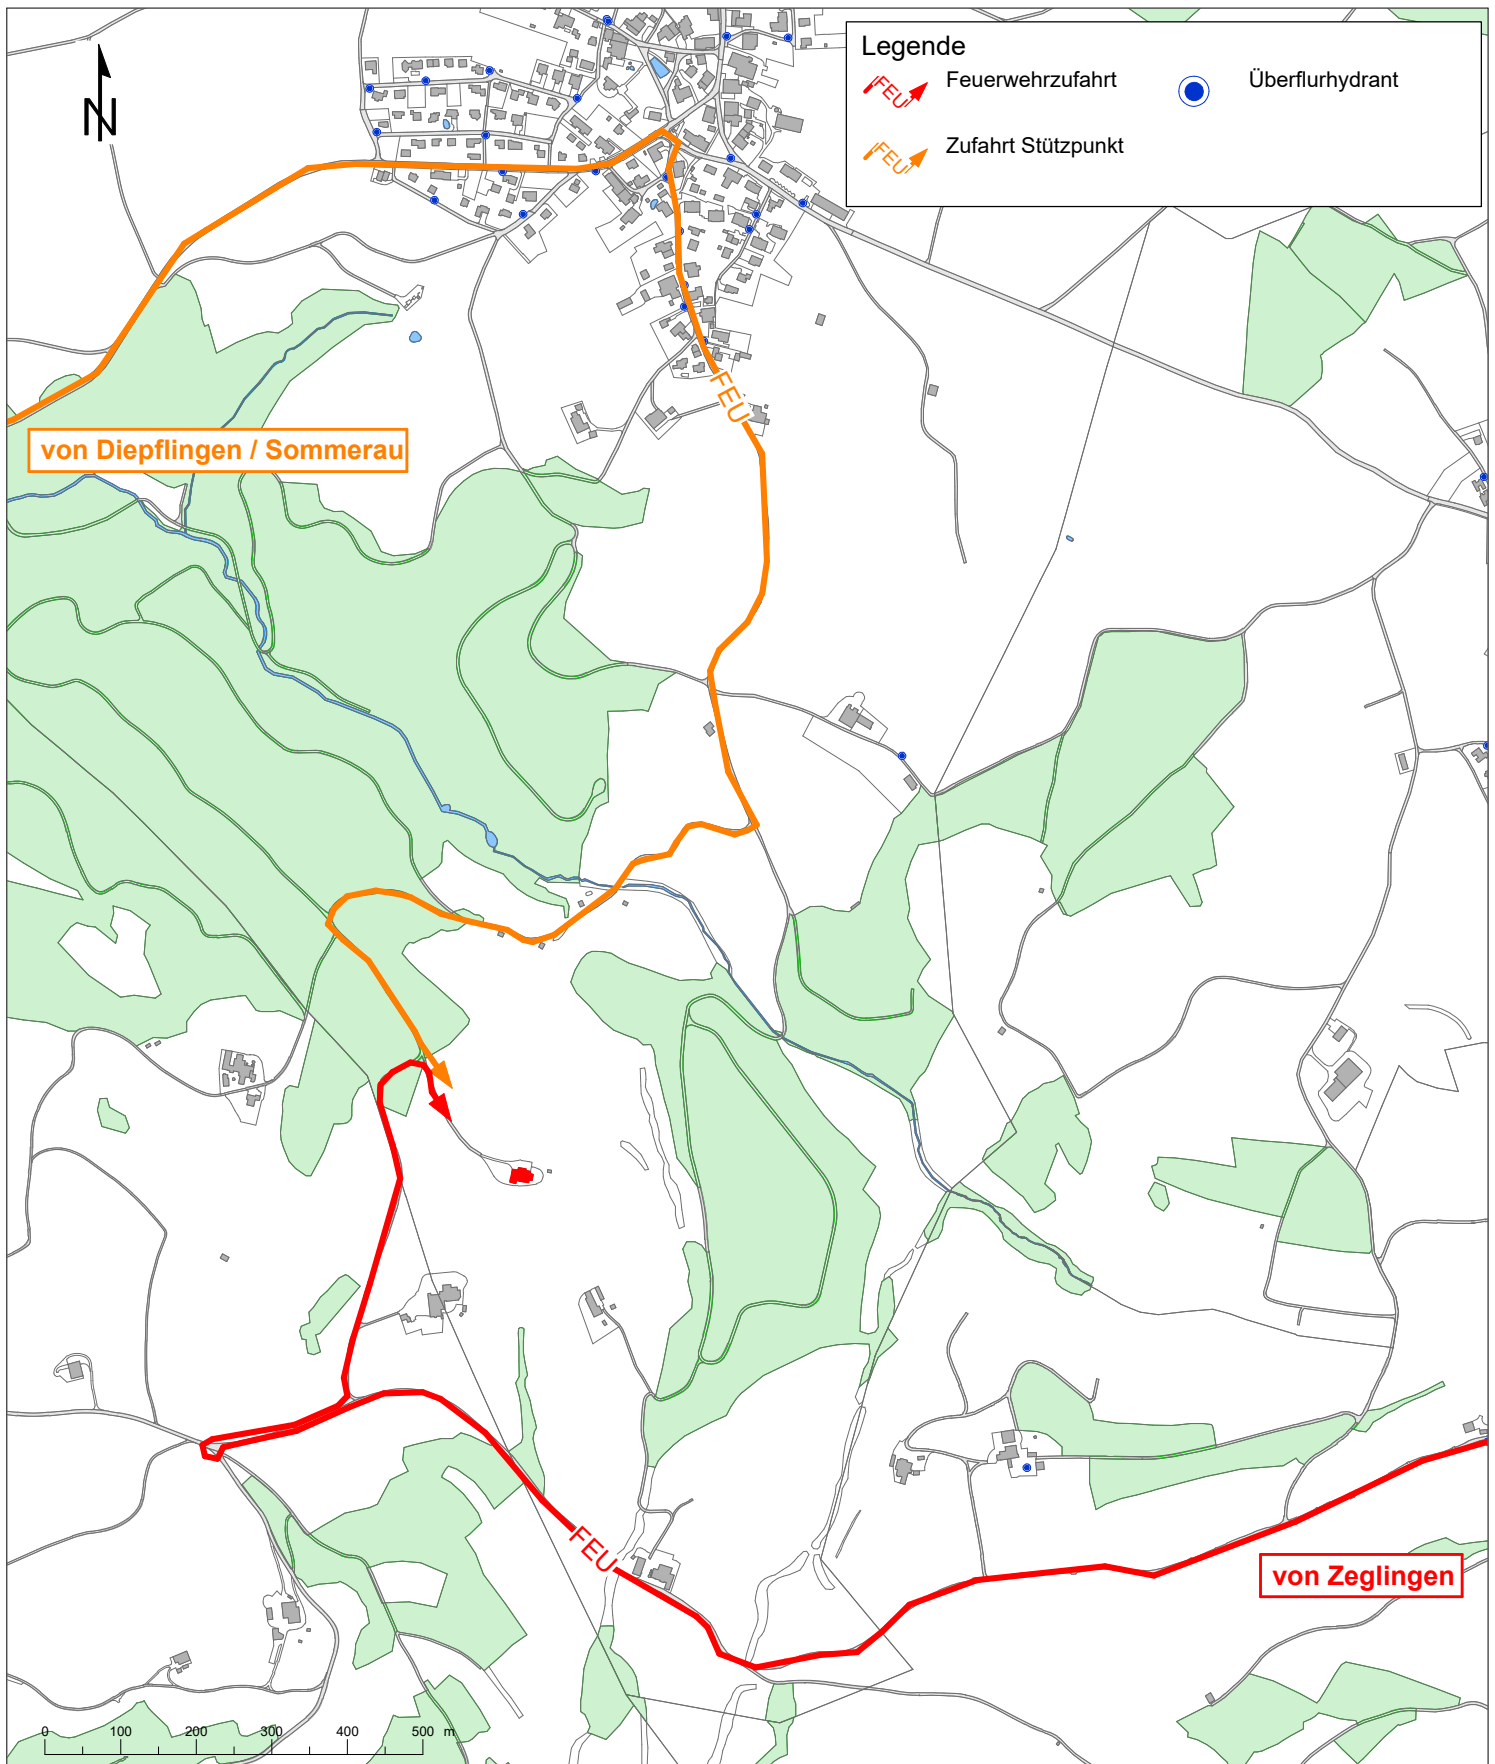 Legende
FEU Feuerwehrzufahrt Überflurhydrant
FEU Zufahrt Stützpunkt
N
FEU
von Diepflingen / Sommerau
FEU
von Zeglingen
0 100 200 300 400 500 m